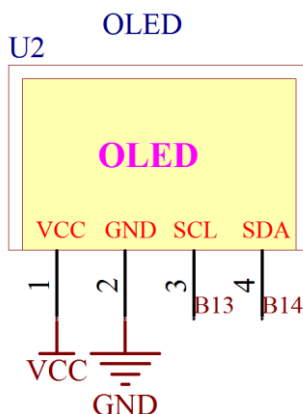 OLED
U2
OLED
VCC GND SCL SDA
1 2 3 4
B13 B14
VCC
GND